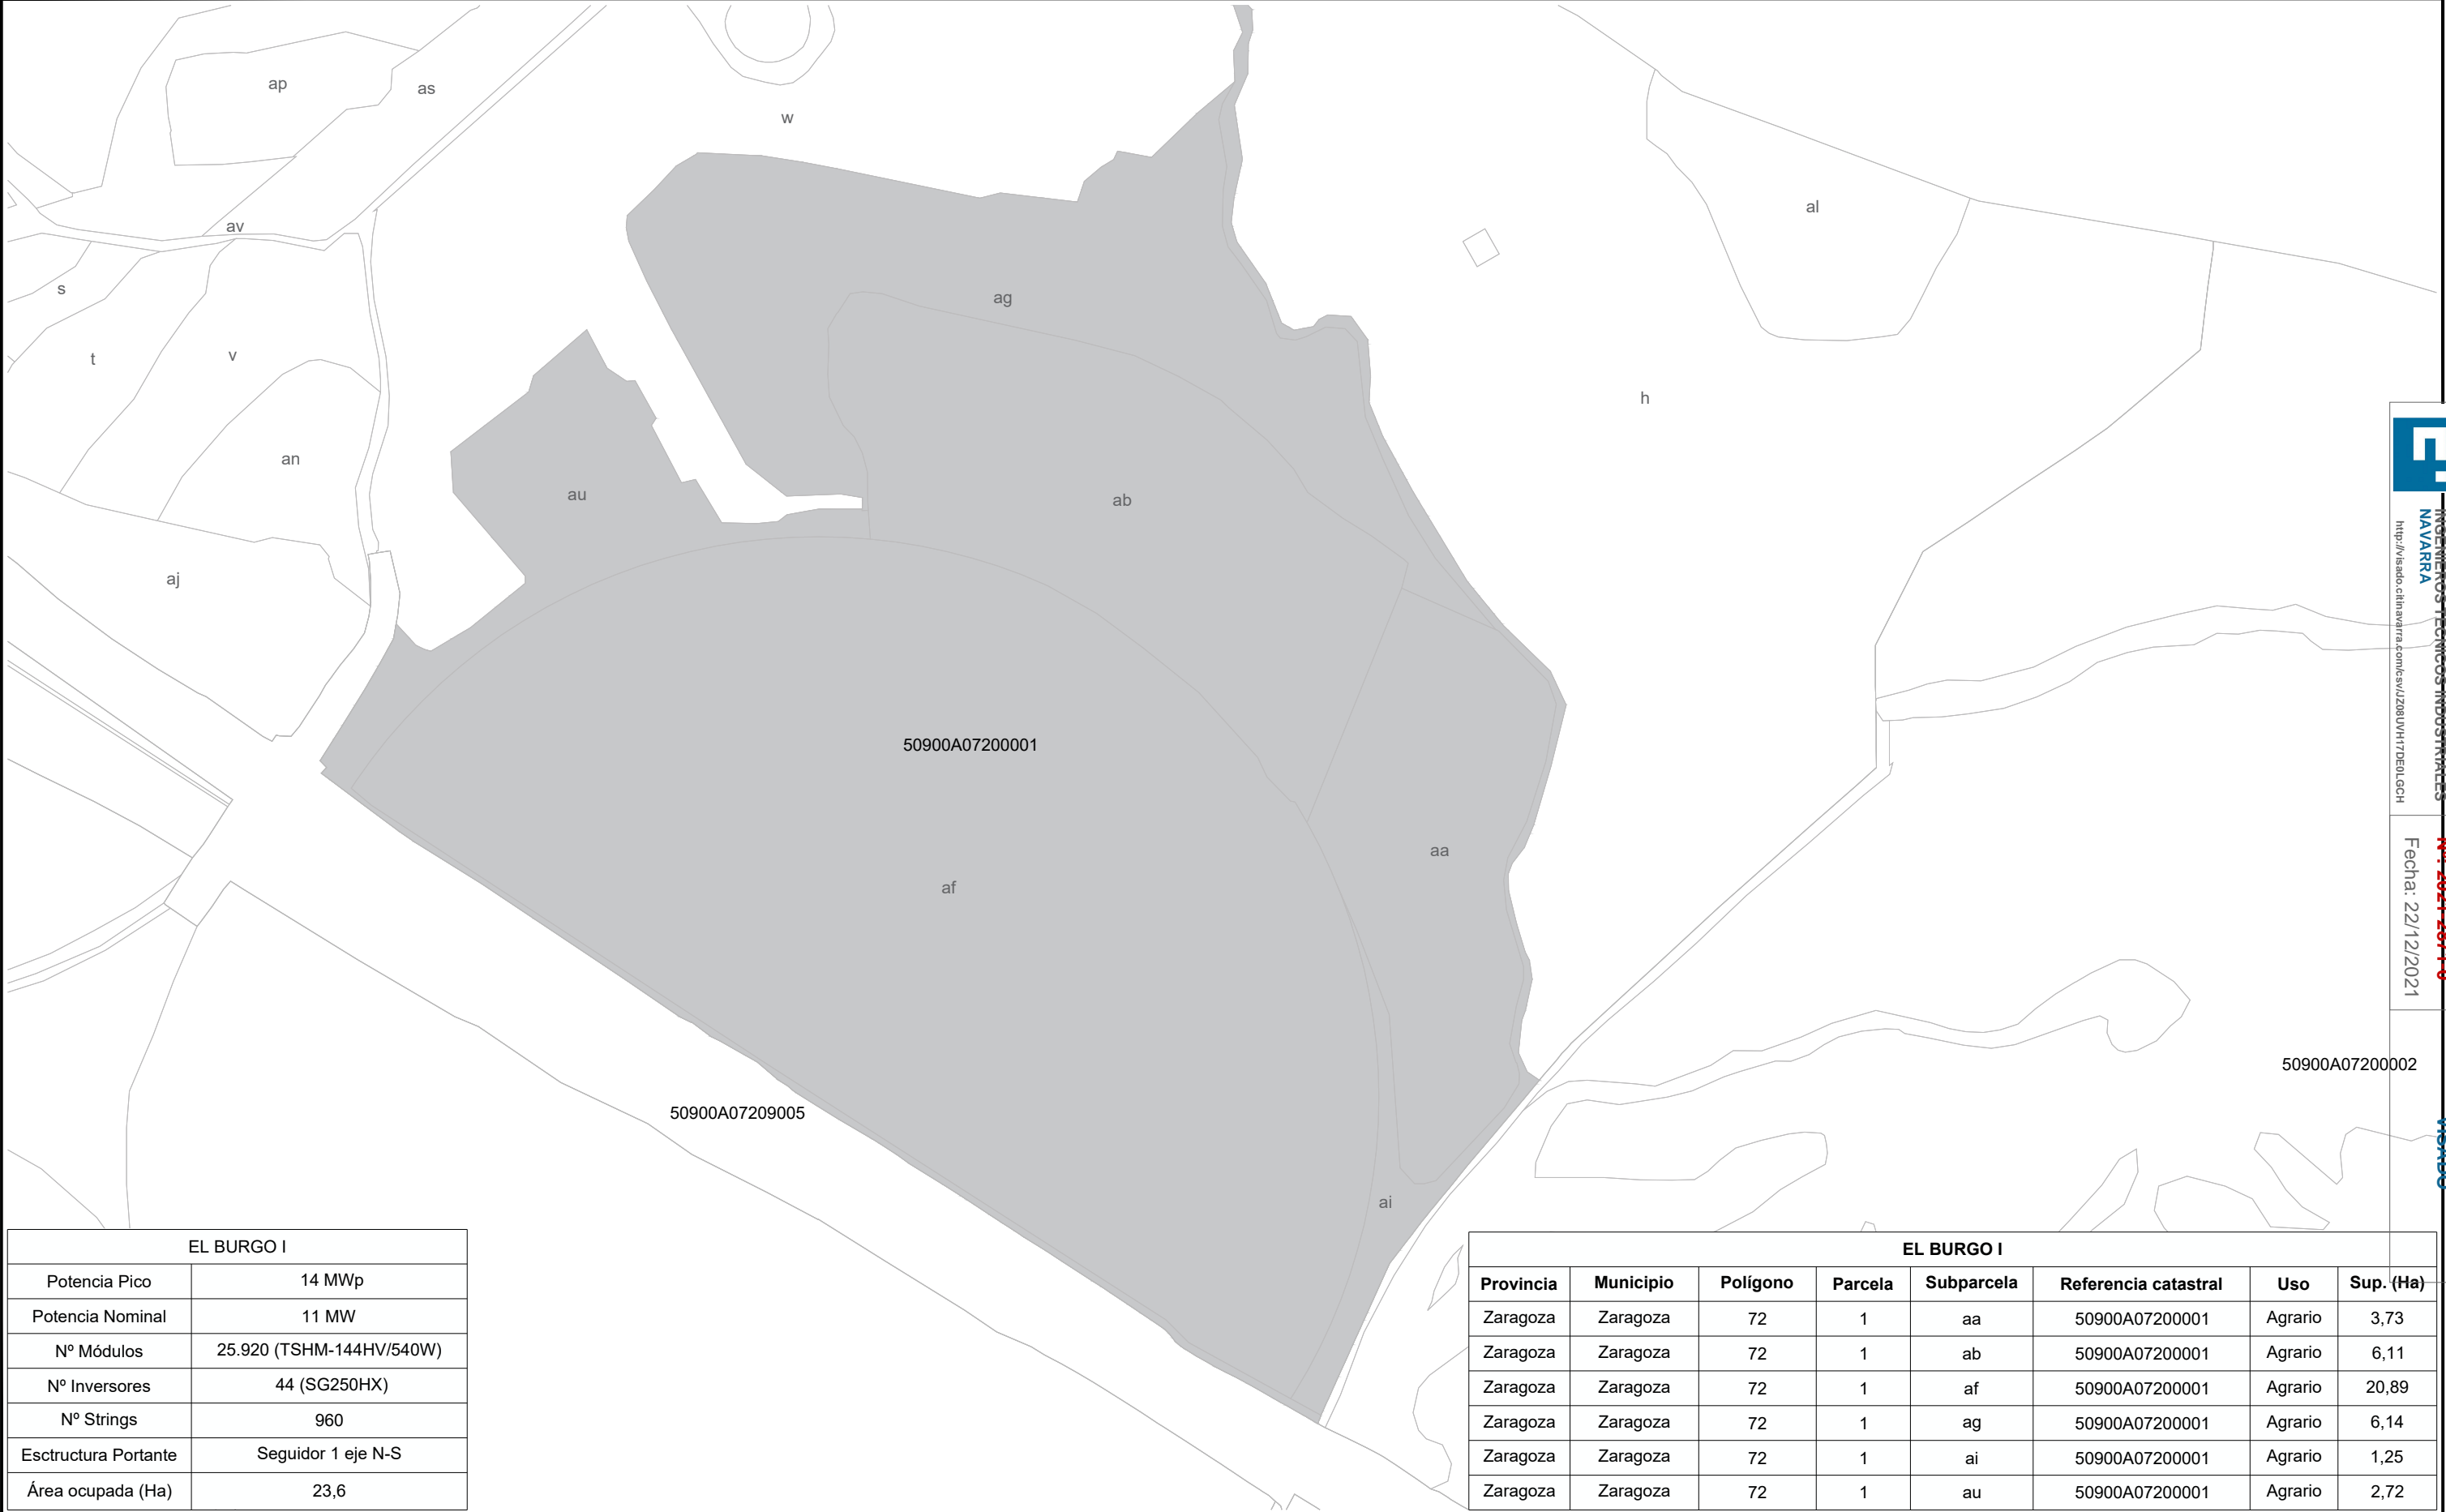 ap
as
w
av
al
s
ag
t
v
h
an
au
ab
aj
50900A07200001
aa
af
50900A07200002
50900A07209005
ai
INGENIEROS TECNICOS INDUSTRIALES
NAVARRA
Fecha: 22/12/2021
VISADO
EL BURGO I
Potencia Pico 14 MWp
Potencia Nominal 11 MW
Nº Módulos 25.920 (TSHM-144HV/540W)
Nº Inversores 44 (SG250HX)
Nº Strings 960
Esctructura Portante Seguidor 1 eje N-S
Área ocupada (Ha) 23,6
EL BURGO I
Provincia Municipio Polígono Parcela Subparcela Referencia catastral Uso Sup. (Ha)
Zaragoza Zaragoza 72 1 aa 50900A07200001 Agrario 3,73
Zaragoza Zaragoza 72 1 ab 50900A07200001 Agrario 6,11
Zaragoza Zaragoza 72 1 af 50900A07200001 Agrario 20,89
Zaragoza Zaragoza 72 1 ag 50900A07200001 Agrario 6,14
Zaragoza Zaragoza 72 1 ai 50900A07200001 Agrario 1,25
Zaragoza Zaragoza 72 1 au 50900A07200001 Agrario 2,72